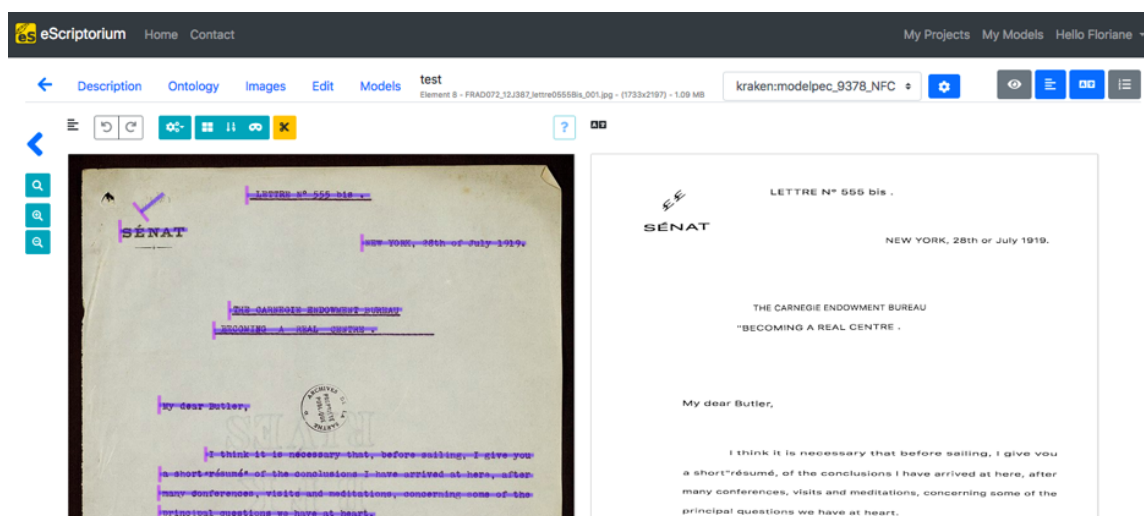 eS eScriptorium Home Contact My Projects My Models Hello Floriane
Description Ontology Images Edit Models test kraken:modelpec_9378_NFC
Element 8 - FRAD072_12J387_lettre0555Bis_001.jpg - (1733x2197) - 1.09 MB
?
LETTRE N° 555 bis .
SÉNAT
NEW YORK, 28th of July 1919.
THE CARNEGIE ENDOWMENT BUREAU
BECOMING A REAL CENTRE .
My dear Butler,
ARCHIVES DE LA SARTHE
I think it is necessary that, before sailing, I give you
a short "résumé" of the conclusions I have arrived at here, after
many conferences, visits and meditations, concerning some of the
principal questions we have at heart.
££
LETTRE N° 555 bis .
SÉNAT
NEW YORK, 28th or July 1919.
THE CARNEGIE ENDOWMENT BUREAU
"BECOMING A REAL CENTRE .
My dear Butler,
I think it is necessary that before sailing, I give vou
a short"résumé, of the conclusions I have arrived at here, after
many conferences, visits and meditations, concerning some of the
principal questions we have at heart.